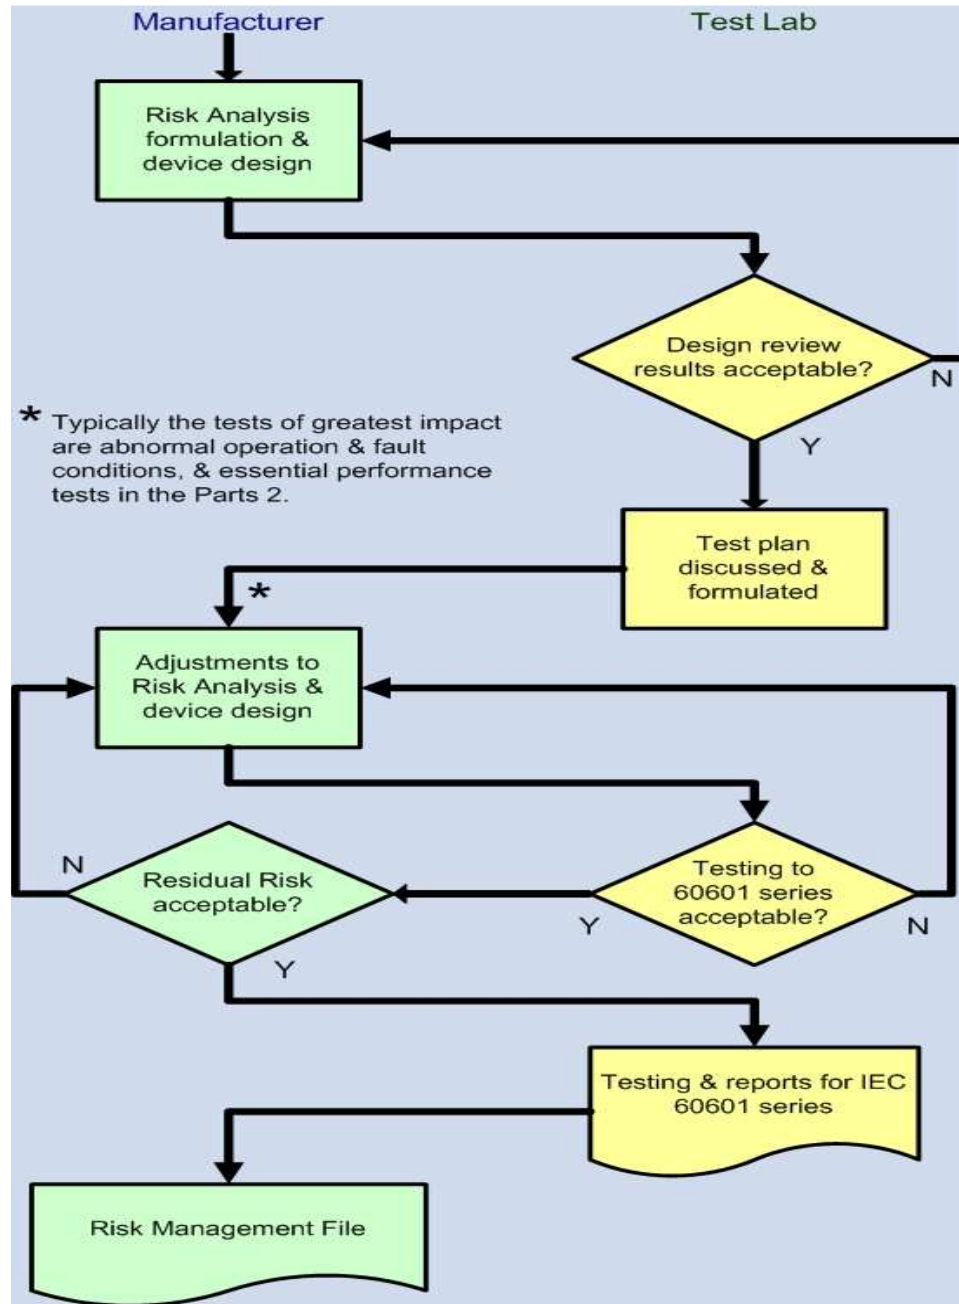 Manufacturer
Test Lab
Risk Analysis
formulation &
device design
Design review
results acceptable?
N
Y
* Typically the tests of greatest impact
are abnormal operation & fault
conditions, & essential performance
tests in the Parts 2.
Test plan
discussed &
formulated
*
Adjustments to
Risk Analysis &
device design
N
Residual Risk
acceptable?
Y
Testing to
60601 series
acceptable?
Y
N
Testing & reports for IEC
60601 series
Risk Management File